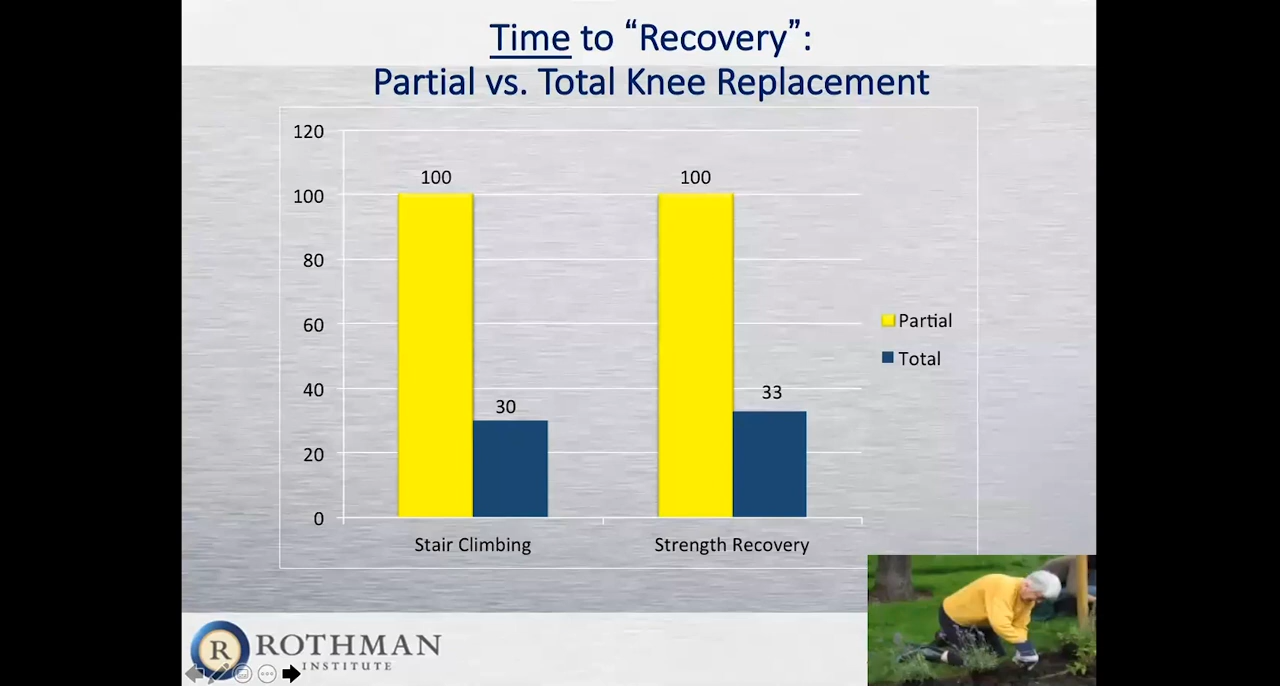 Time to “Recovery”:
Partial vs. Total Knee Replacement
120
100
80
60
40
20
0
100
30
100
33
Stair Climbing
Strength Recovery
Partial
Total
R
ROTHMAN
INSTITUTE